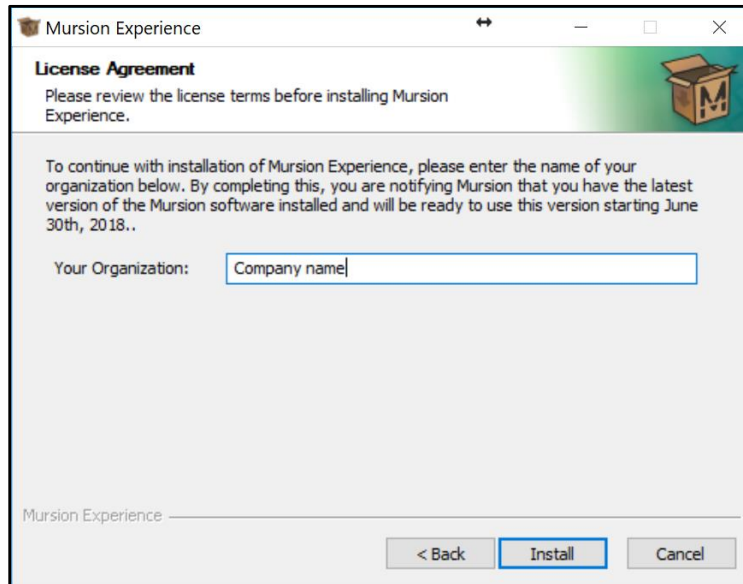 Mursion Experience
License Agreement
Please review the license terms before installing Mursion
Experience.
M
To continue with installation of Mursion Experience, please enter the name of your
organization below. By completing this, you are notifying Mursion that you have the latest
version of the Mursion software installed and will be ready to use this version starting June
30th, 2018..
Your Organization: Company name
Mursion Experience
< Back Install Cancel